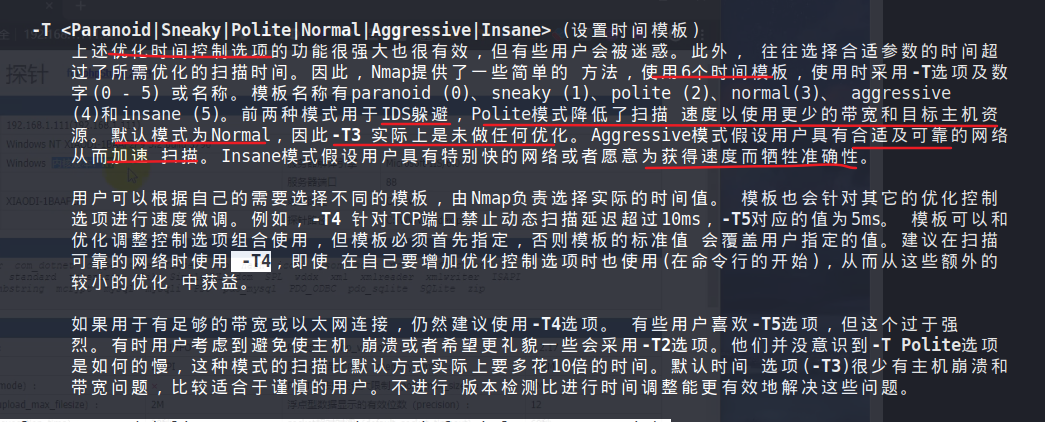 -T <Paranoid|Sneaky|Polite|Normal|Aggressive|Insane> (设置时间模板)
上述优化时间控制选项的功能很强大也很有效，但有些用户会被迷惑。此外， 往往选择合适参数的时间超
过了所需优化的扫描时间。因此，Nmap提供了一些简单的 方法，使用6个时间模板，使用时采用-T选项及数
字(0 - 5) 或名称。模板名称有paranoid (0)、sneaky (1)、polite (2)、normal(3)、 aggressive
(4)和insane (5)。前两种模式用于IDS躲避，Polite模式降低了扫描 速度以使用更少的带宽和目标主机资
源。默认模式为Normal，因此-T3 实际上是未做任何优化。Aggressive模式假设用户具有合适及可靠的网络
从而加速 扫描。Insane模式假设用户具有特别快的网络或者愿意为获得速度而牺牲准确性。
用户可以根据自己的需要选择不同的模板，由Nmap负责选择实际的时间值。 模板也会针对其它的优化控制
选项进行速度微调。例如，-T4 针对TCP端口禁止动态扫描延迟超过10ms，-T5对应的值为5ms。 模板可以和
优化调整控制选项组合使用，但模板必须首先指定，否则模板的标准值 会覆盖用户指定的值。建议在扫描
可靠的网络时使用 -T4，即使 在自己要增加优化控制选项时也使用(在命令行的开始)，从而从这些额外的
较小的优化 中获益。
如果用于有足够的带宽或以太网连接，仍然建议使用-T4选项。 有些用户喜欢-T5选项，但这个过于强
烈。有时用户考虑到避免使主机 崩溃或者希望更礼貌一些会采用-T2选项。他们并没意识到-T Polite选项
是如何的慢，这种模式的扫描比默认方式实际上要多花10倍的时间。默认时间 选项(-T3)很少有主机崩溃和
带宽问题，比较适合于谨慎的用户。不进行 版本检测比进行时间调整能更有效地解决这些问题。